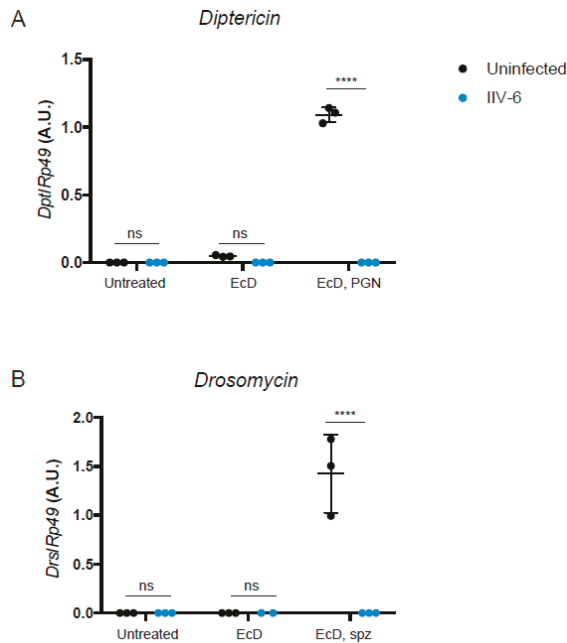 A
Diptericin
Uninfected
IIV-6
Dpt/Rp49 (A.U.)
1.5
1.0
0.5
0.0
ns
ns
****
Untreated
EcD
EcD, PGN
B
Drosomycin
Drs/Rp49 (A.U.)
2.0
1.5
1.0
0.5
0.0
ns
ns
****
Untreated
EcD
EcD, spz